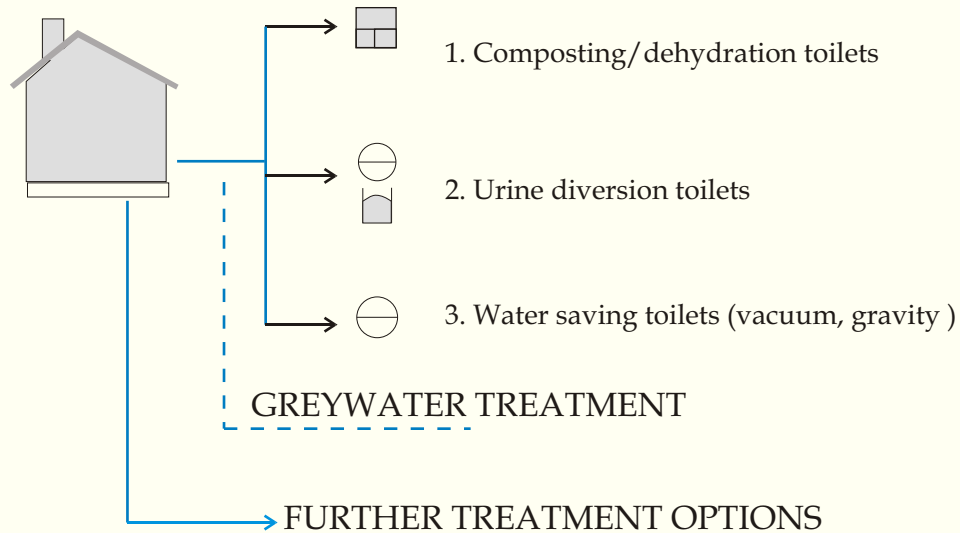 1. Composting/dehydration toilets
2. Urine diversion toilets
3. Water saving toilets (vacuum, gravity )
GREYWATER TREATMENT
FURTHER TREATMENT OPTIONS